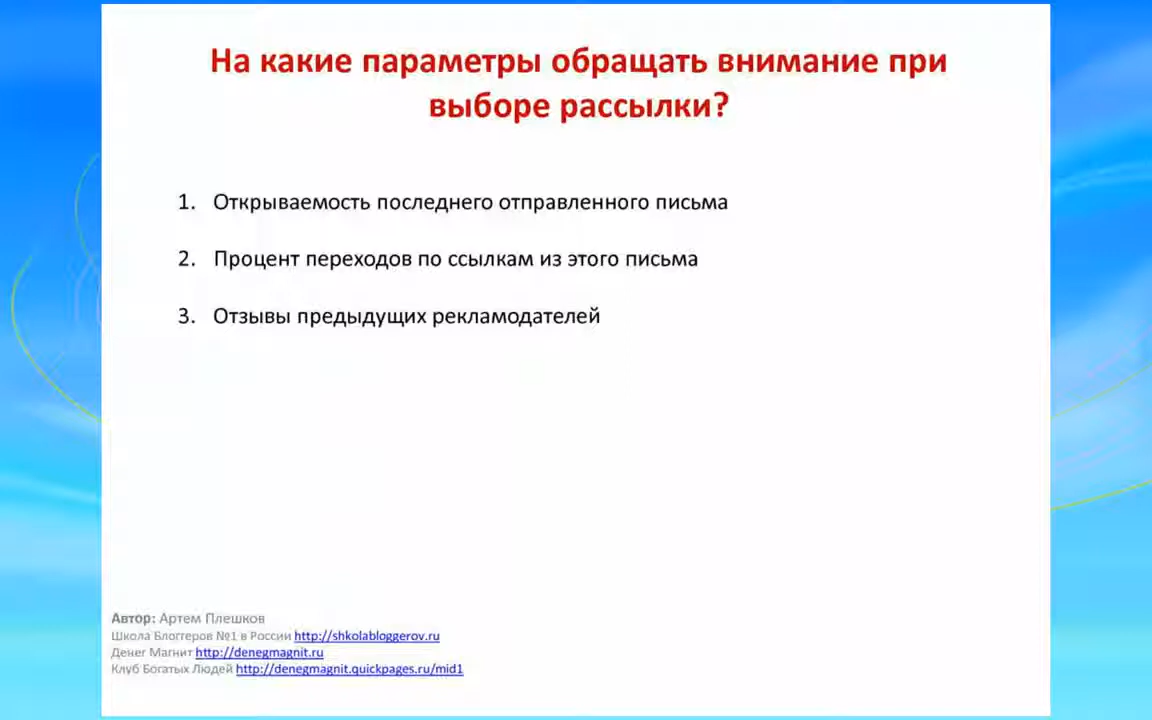 На какие параметры обращать внимание при
выборе рассылки?
1. Открываемость последнего отправленного письма
2. Процент переходов по ссылкам из этого письма
3. Отзывы предыдущих рекламодателей
Автор: Артем Плешков
Школа Блоггеров №1 в России http://shkolabloggerov.ru
Денег Магнит http://denegmagnit.ru
Клуб Богатых Людей http://denegmagnit.quickpages.ru/mid1